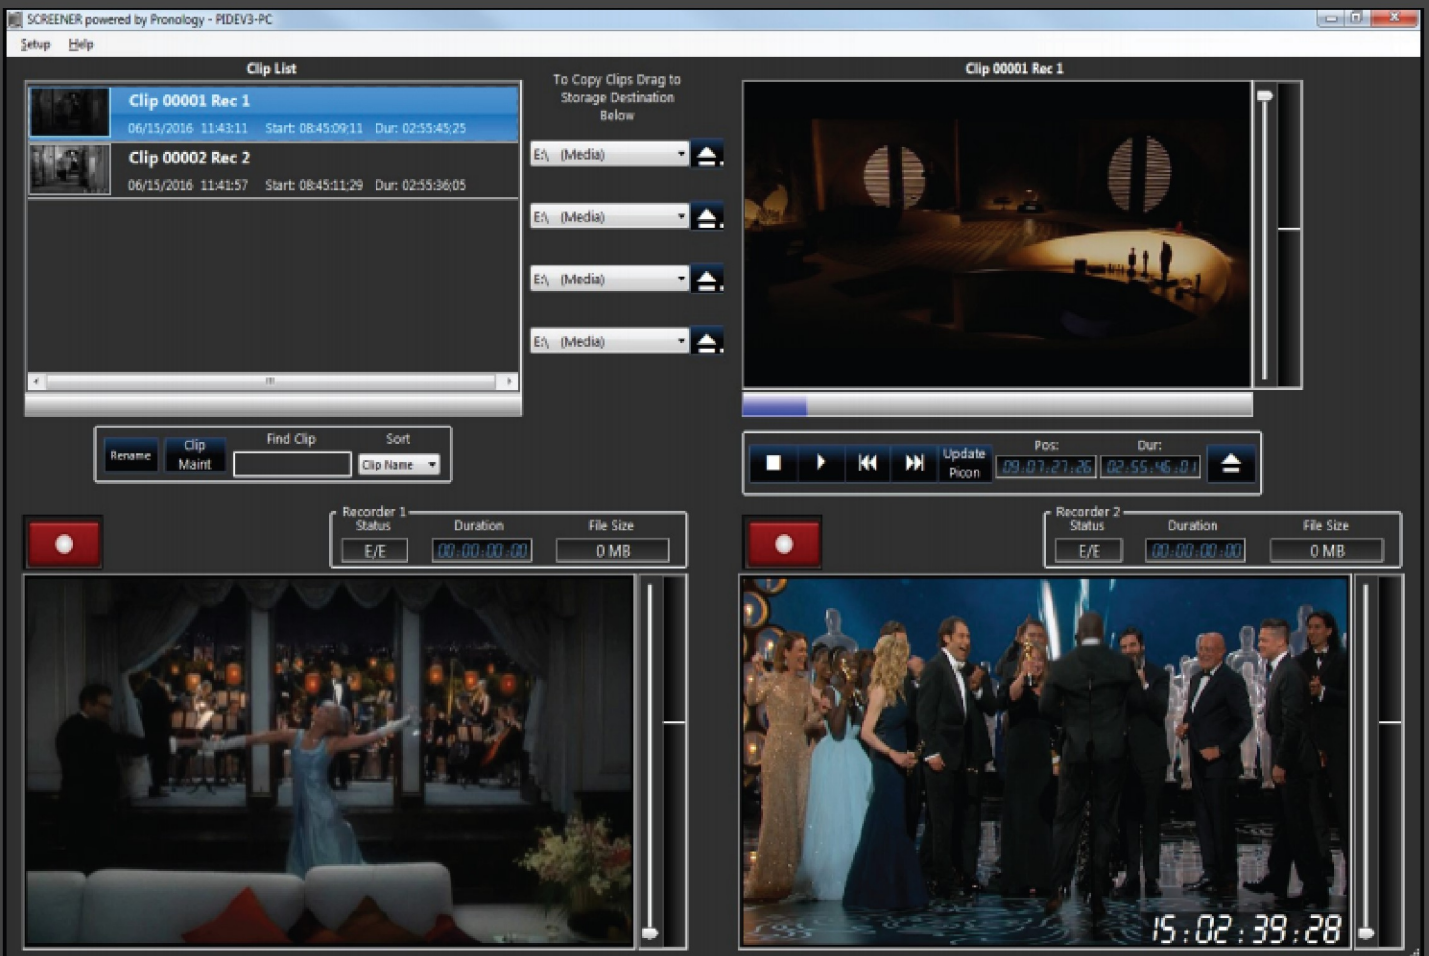 SCREENER powered by Pronology - PIDEV3-PC
Setup Help
Clip List
Clip 00001 Rec 1
06/15/2016 11:43:11 Start: 08:45:09;11 Dur: 02:55:45;25
Clip 00002 Rec 2
06/15/2016 11:41:57 Start: 08:45:11;29 Dur: 02:55:36;05
To Copy Clips Drag to
Storage Destination
Below
E:\ (Media)
E:\ (Media)
E:\ (Media)
E:\ (Media)
Clip 00001 Rec 1
Rename
Clip
Maint
Find Clip
Sort
Clip Name
Update
Picon
Pos:
09:07:27:26
Dur:
02:55:46:01
Recorder 1
Status
Duration
File Size
E/E
00:00:00:00
0 MB
Recorder 2
Status
Duration
File Size
E/E
00:00:00:00
0 MB
15:02:39:28